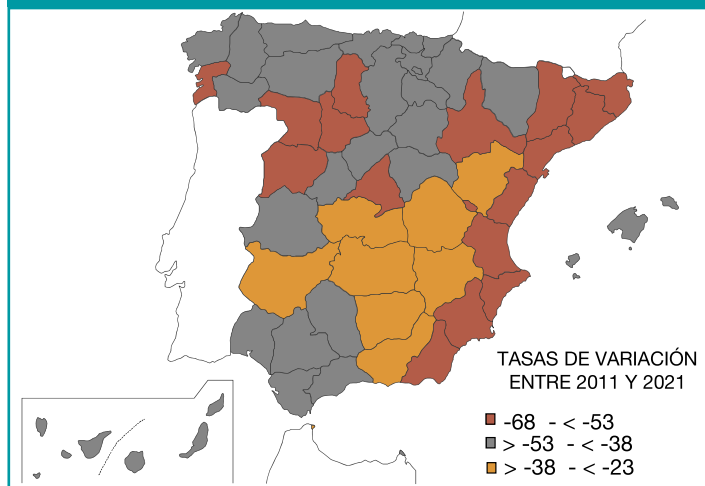 TASAS DE VARIACIÓN
ENTRE 2011 Y 2021
-68 - < -53
> -53 - < -38
> -38 - < -23